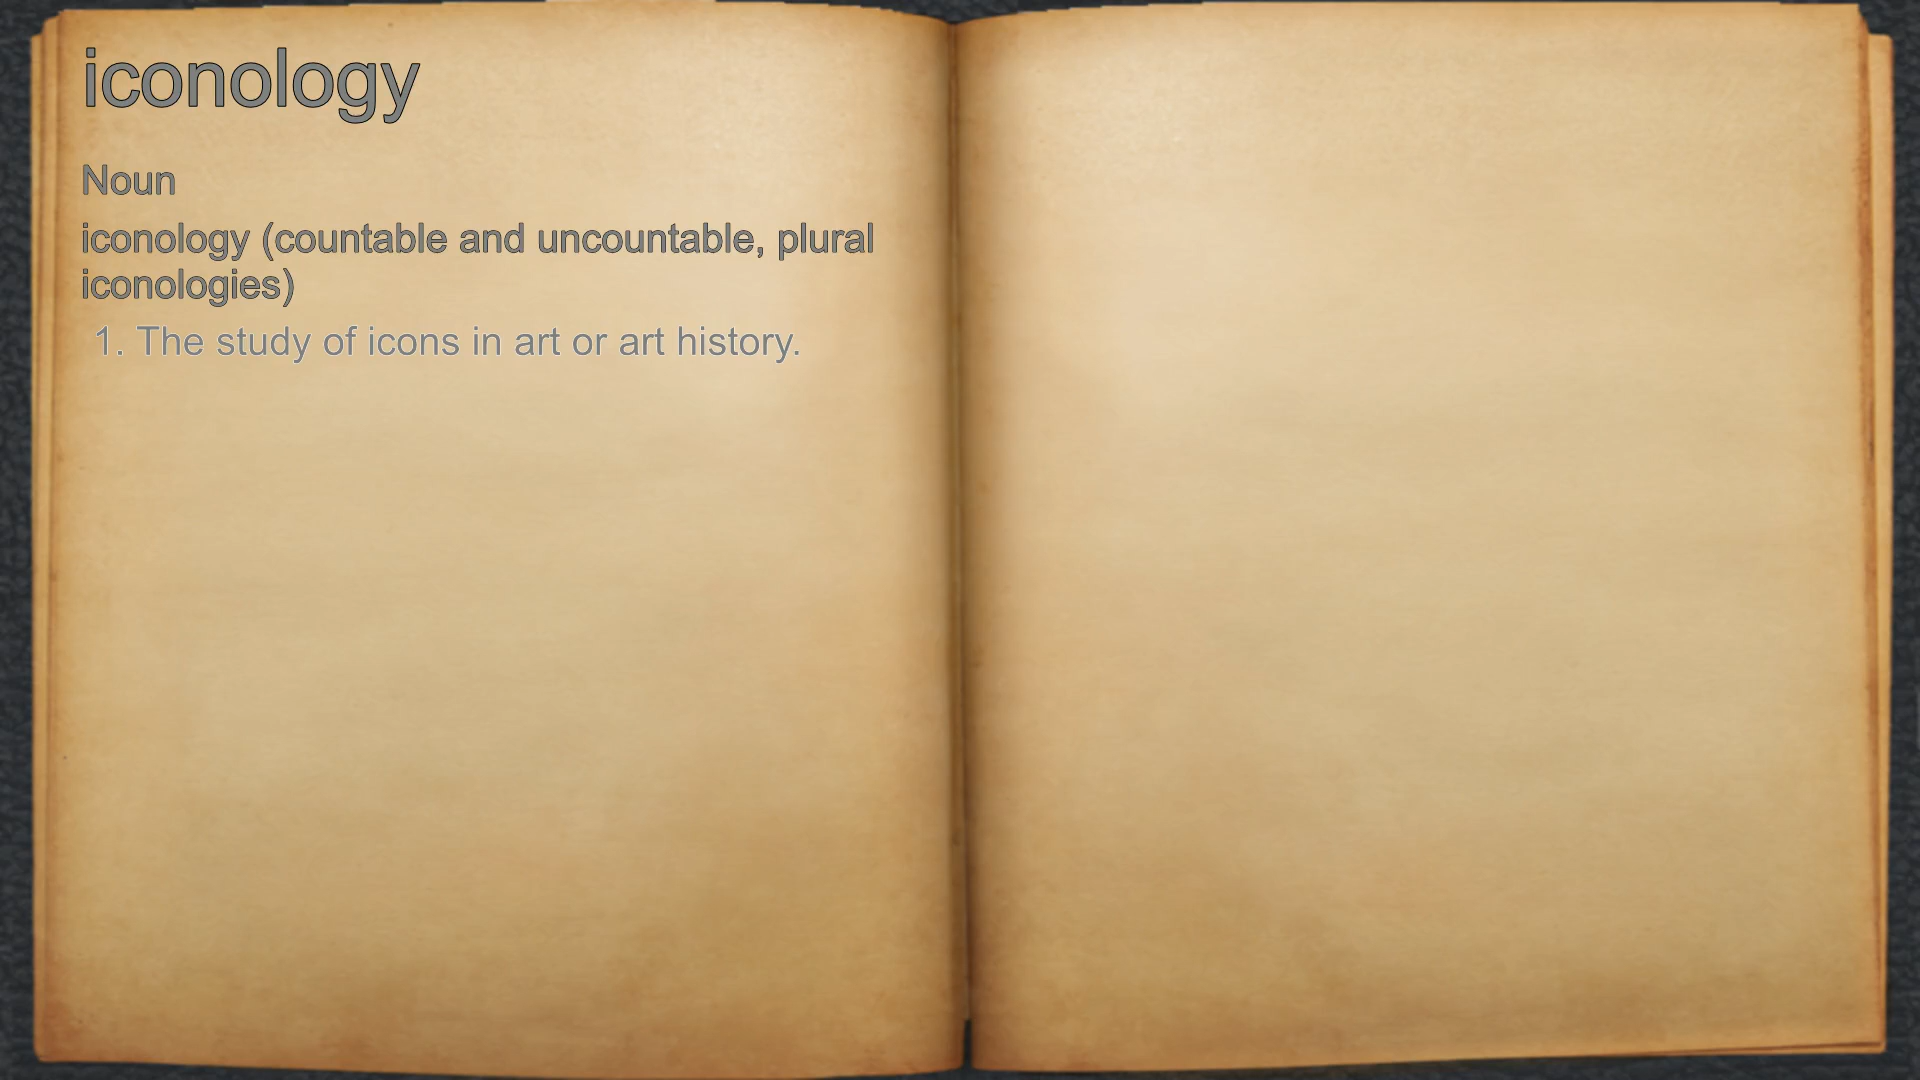 iconology
Noun
iconology (countable and uncountable, plural
iconologies)
1. The study of icons in art or art history.